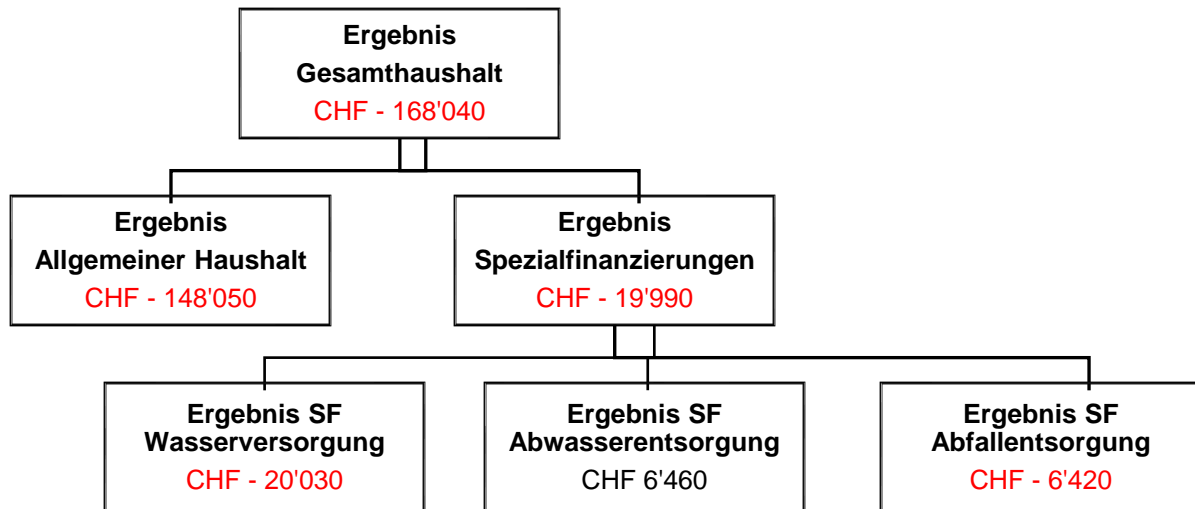 Ergebnis
Gesamthaushalt
CHF - 168'040
Ergebnis
Allgemeiner Haushalt
CHF - 148'050
Ergebnis
Spezialfinanzierungen
CHF - 19'990
Ergebnis SF
Wasserversorgung
CHF - 20'030
Ergebnis SF
Abwasserentsorgung
CHF 6'460
Ergebnis SF
Abfallentsorgung
CHF - 6'420